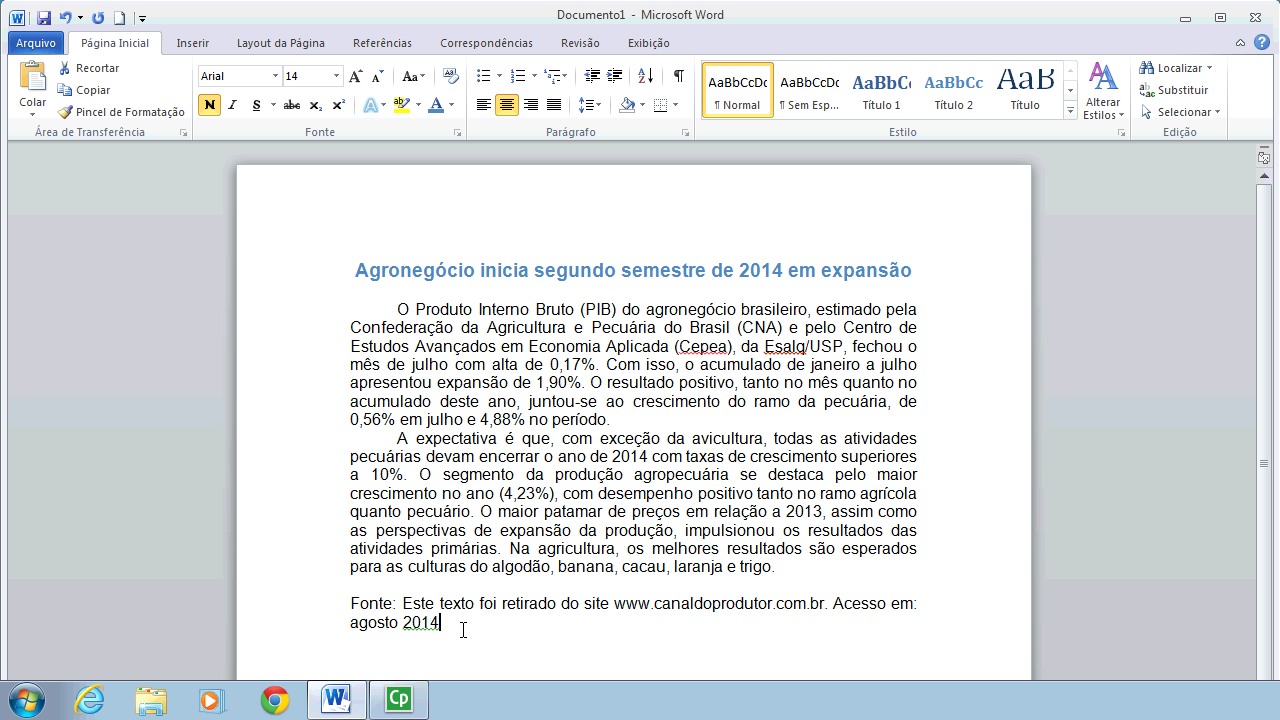 Documento1 - Microsoft Word
Arquivo Página Inicial Inserir Layout da Página Referências Correspondências Revisão Exibição
Colar
Recortar
Copiar
Pincel de Formatação
Área de Transferência
Arial 14
N I S abc x₂ x² Aa A
Fonte
Parágrafo
AaBbCcDc AaBbCcDc AaBbCc AaBbCc AaB
¶ Normal ¶ Sem Esp... Título 1 Título 2 Título
Alterar
Estilos
Estilo
Localizar
Substituir
Selecionar
Edição
Agronegócio inicia segundo semestre de 2014 em expansão
O Produto Interno Bruto (PIB) do agronegócio brasileiro, estimado pela
Confederação da Agricultura e Pecuária do Brasil (CNA) e pelo Centro de
Estudos Avançados em Economia Aplicada (Cepea), da Esalq/USP, fechou o
mês de julho com alta de 0,17%. Com isso, o acumulado de janeiro a julho
apresentou expansão de 1,90%. O resultado positivo, tanto no mês quanto no
acumulado deste ano, juntou-se ao crescimento do ramo da pecuária, de
0,56% em julho e 4,88% no período.
A expectativa é que, com exceção da avicultura, todas as atividades
pecuárias devam encerrar o ano de 2014 com taxas de crescimento superiores
a 10%. O segmento da produção agropecuária se destaca pelo maior
crescimento no ano (4,23%), com desempenho positivo tanto no ramo agrícola
quanto pecuário. O maior patamar de preços em relação a 2013, assim como
as perspectivas de expansão da produção, impulsionou os resultados das
atividades primárias. Na agricultura, os melhores resultados são esperados
para as culturas do algodão, banana, cacau, laranja e trigo.
Fonte: Este texto foi retirado do site www.canaldoprodutor.com.br. Acesso em:
agosto 2014
Cp